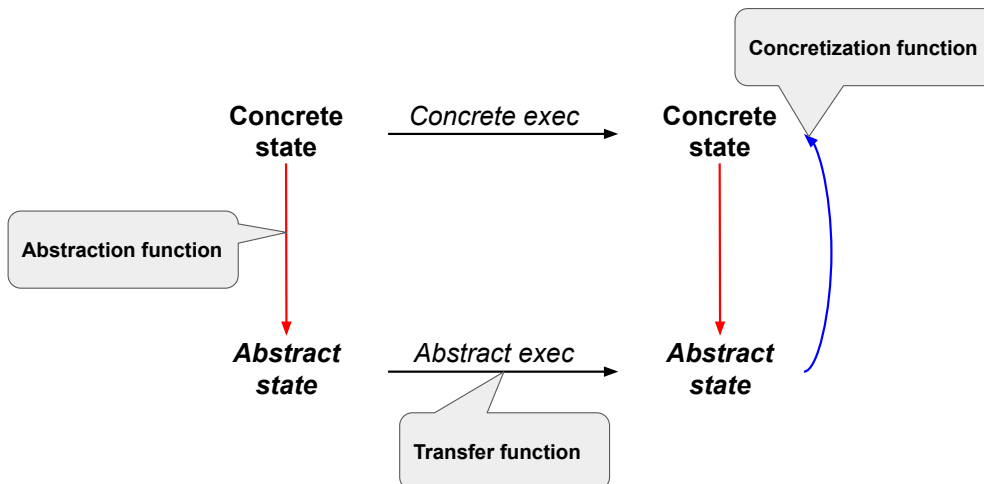 Concretization function
Concrete
state
Concrete exec
Concrete
state
Abstraction function
Abstract
state
Abstract exec
Abstract
state
Transfer function